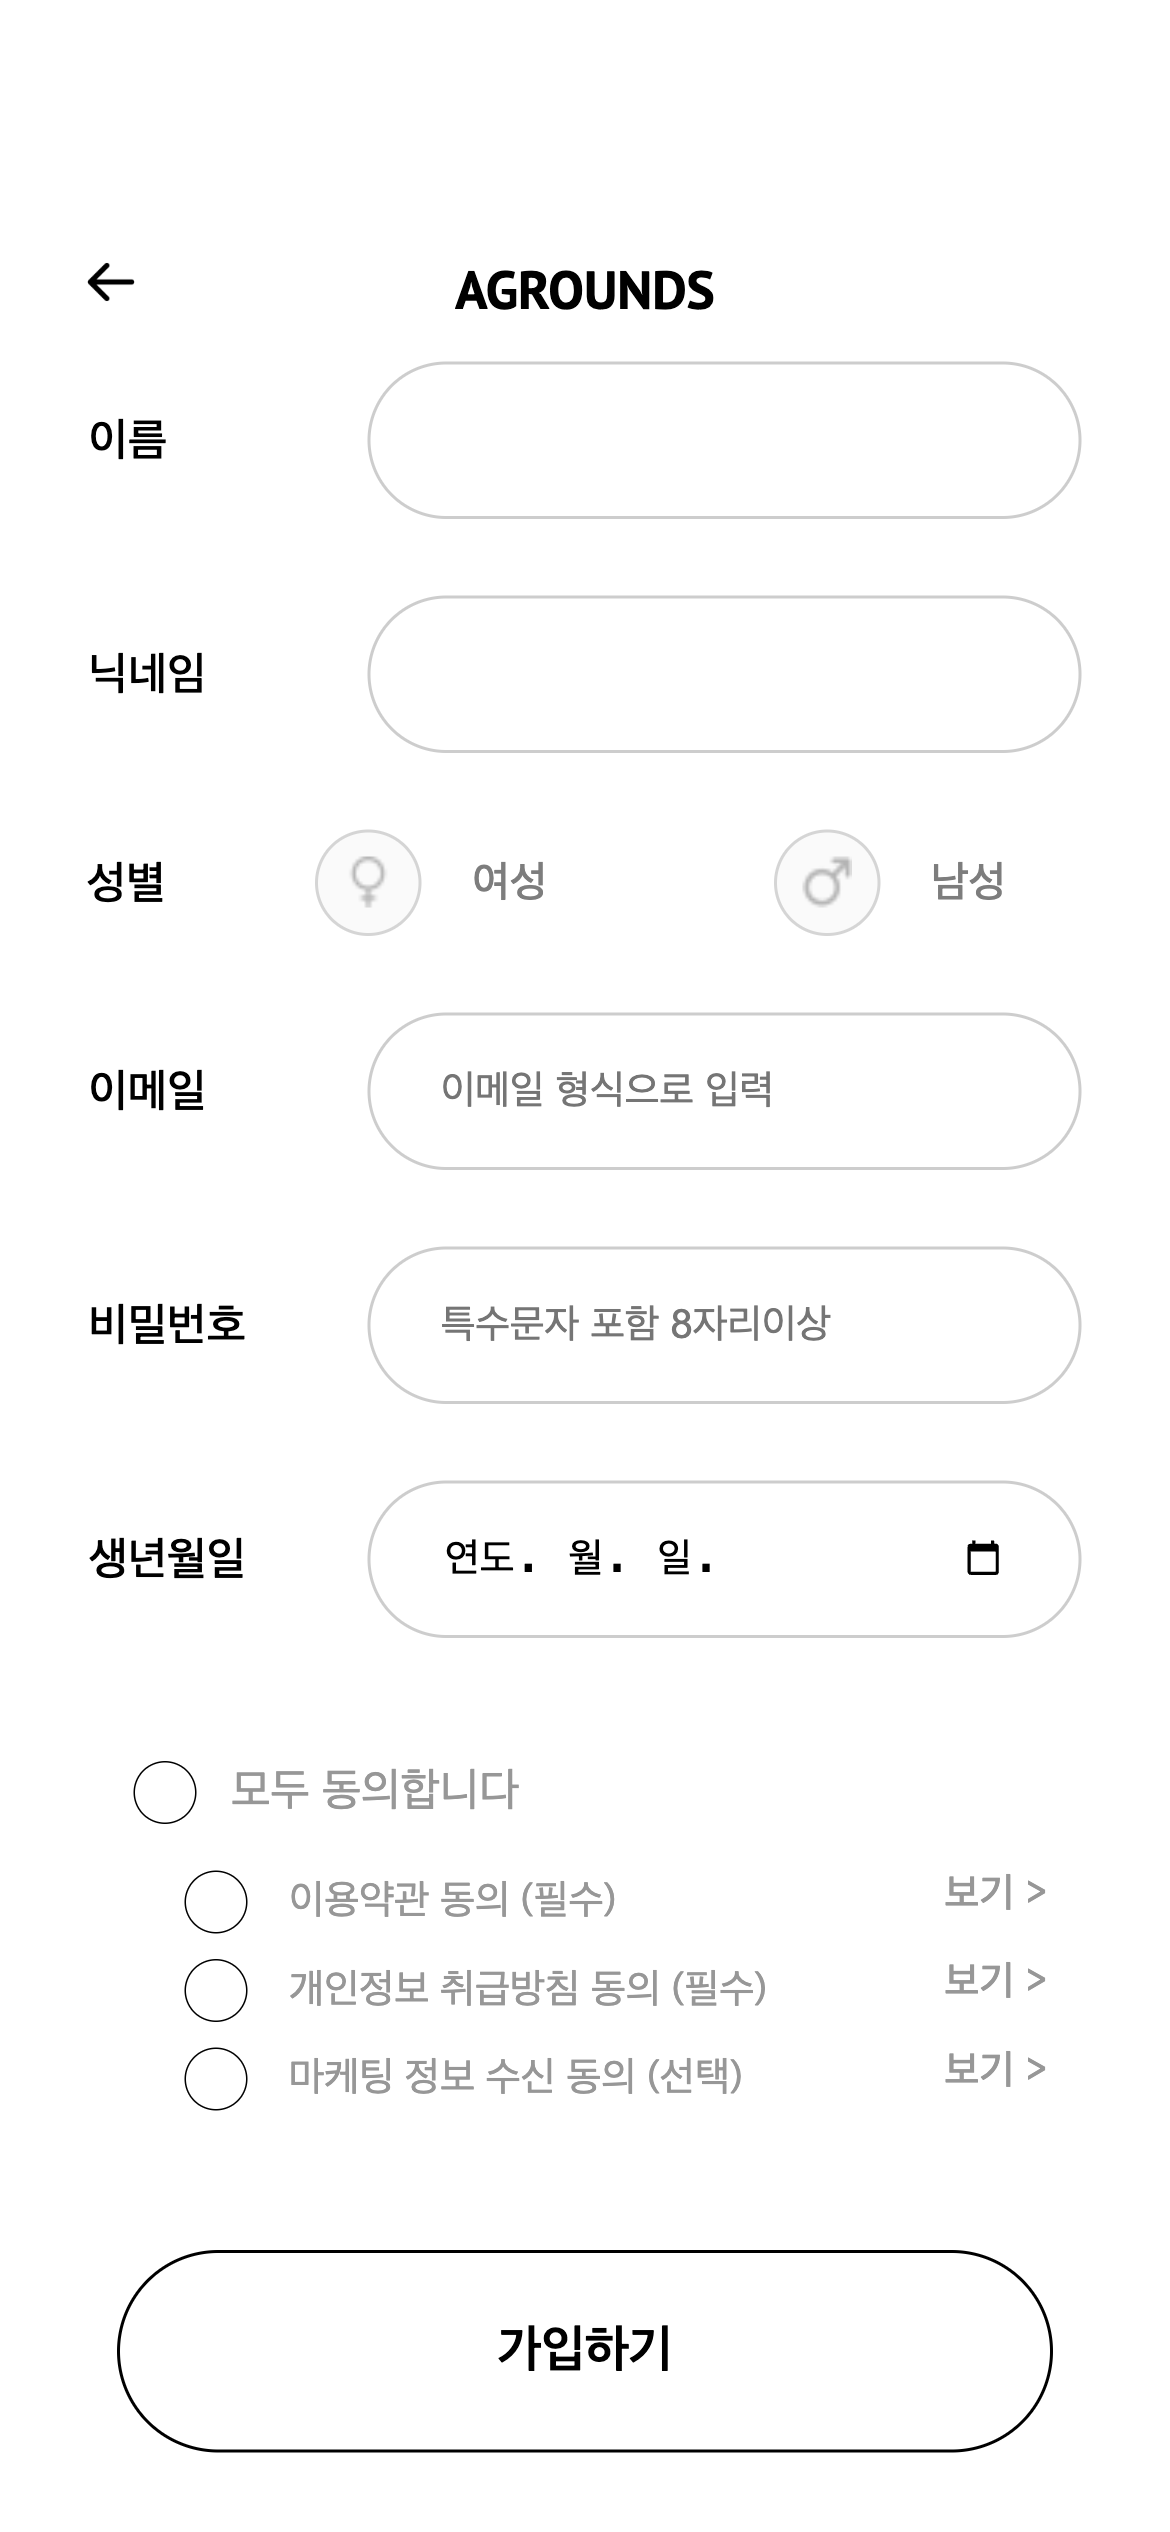 AGROUNDS
이름
닉네임
성별 여성 남성
이메일 이메일 형식으로 입력
비밀번호 특수문자 포함 8자리이상
생년월일 연도. 월. 일.
모두 동의합니다
이용약관 동의 (필수) 보기 >
개인정보 취급방침 동의 (필수) 보기 >
마케팅 정보 수신 동의 (선택) 보기 >
가입하기